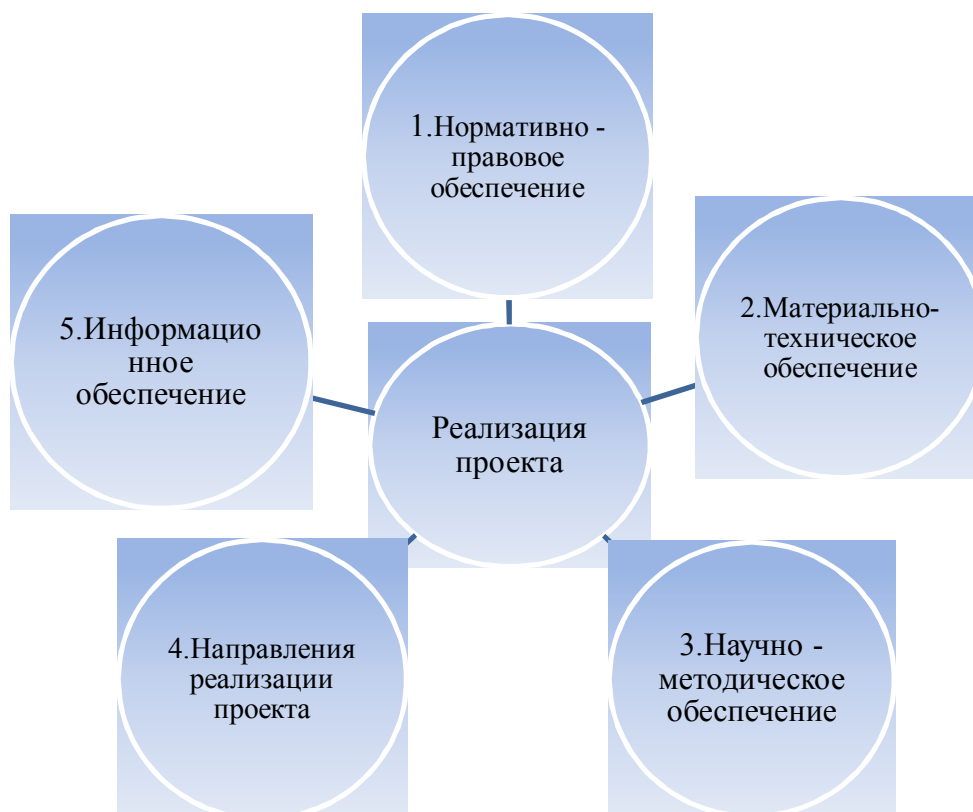 1.Нормативно -
правовое
обеспечение
2.Материально-
техническое
обеспечение
3.Научно -
методическое
обеспечение
4.Направления
реализации
проекта
5.Информацио
нное
обеспечение
Реализация
проекта